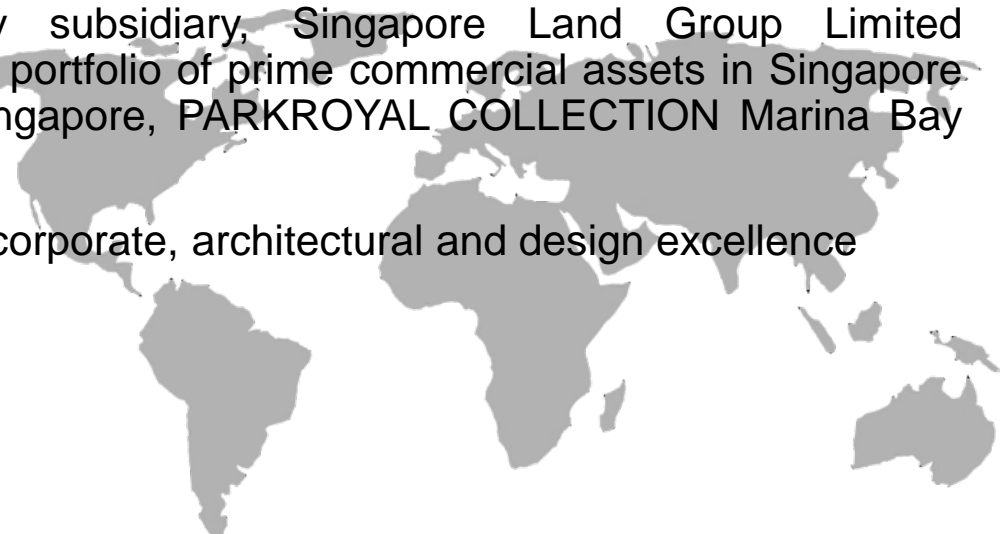 subsidiary, Singapore Land Group Limited
portfolio of prime commercial assets in Singapore
ngapore, PARKROYAL COLLECTION Marina Bay
corporate, architectural and design excellence